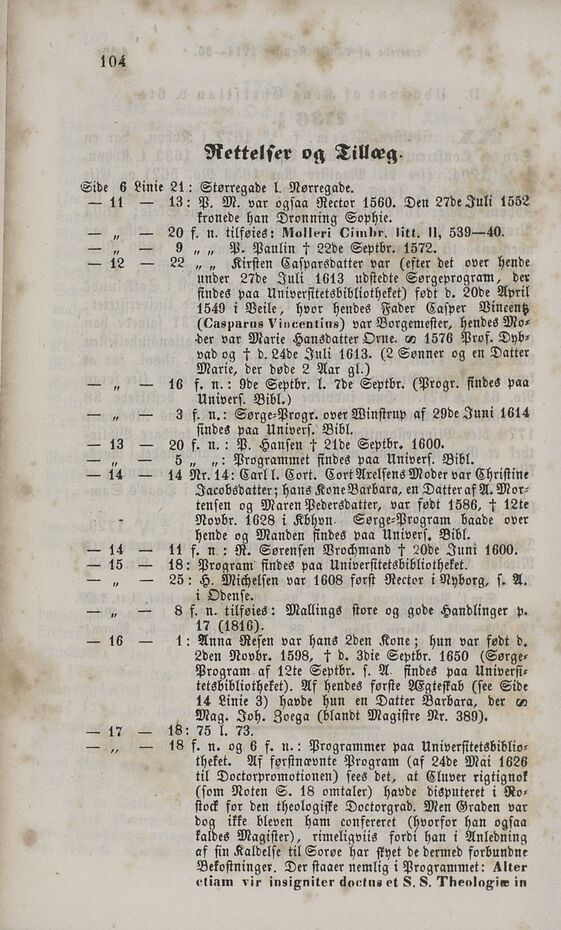 104
Rettelser og Tillæg.
Side 6 Linie 21: Størregade l. Nørregade.
— 11 — 13: P. M. var ogsaa Rector 1560. Den 27de Juli 1552
kronede han Dronning Sophie.
— „ — 20 f. n. tilføies: Molleri Cimbr. litt. II, 539—40.
— „ — 9 „ „ P. Paulin † 22de Septbr. 1572.
— 12 — 22 „ „ Kirsten Casparsdatter var (efter det over hende
under 27de Juli 1613 udstedte Sørgeprogram, der
findes paa Universitetsbibliotheket) født d. 20de April
1549 i Veile, hvor hendes Fader Casper Vincentz
(Casparus Vincentius) var Borgemester, hendes Mo-
der var Marie Hansdatter Orne. ∾ 1576 Prof. Dyb-
vad og † d. 24de Juli 1613. (2 Sønner og en Datter
Marie, der døde 2 Aar gl.)
— „ — 16 f. n.: 9de Septbr. l. 7de Septbr. (Progr. findes paa
Univers. Bibl.)
— „ — 3 f. n.: Sørge-Progr. over Winstrup af 29de Juni 1614
findes paa Univers. Bibl.
— 13 — 20 f. n.: P. Hansen † 21de Septbr. 1600.
— „ — 5 „ „: Programmet findes paa Univers. Bibl.
— 14 — 14 Nr. 14: Carl l. Cort. Cort Axelsens Moder var Christine
Jacobsdatter; hans Kone Barbara, en Datter af A. Mor-
tensen og Maren Pedersdatter, var født 1586, † 12te
Novbr. 1628 i Kbhvn. Sørge-Program baade over
hende og Manden findes paa Univers. Bibl.
— 14 — 11 f. n.: R. Sørensen Brochmand † 20de Juni 1600.
— 15 — 18: Program findes paa Universitetsbibliotheket.
— „ — 25: H. Michelsen var 1608 først Rector i Nyborg, s. A.
i Odense.
— „ — 8 f. n. tilføies: Mallings store og gode Handlinger p.
17 (1816).
— 16 — 1: Anna Resen var hans 2den Kone; hun var født d.
2den Novbr. 1598, † d. 3die Septbr. 1650 (Sørge-
Program af 12te Septbr. s. A. findes paa Universi-
tetsbibliotheket). Af hendes første Ægteskab (see Side
14 Linie 3) havde hun en Datter Barbara, der ∾
Mag. Joh. Zoega (blandt Magistre Nr. 389).
— 17 — 18: 75 l. 73.
— „ — 18 f. n. og 6 f. n.: Programmer paa Universitetsbiblio-
theket. Af førstnævnte Program (af 24de Mai 1626
til Doctorpromotionen) sees det, at Cluver rigtignok
(som Noten S. 18 omtaler) havde disputeret i Ro-
stock for den theologiske Doctorgrad. Men Graden var
dog ikke bleven ham confereret (hvorfor han ogsaa
kaldes Magister), rimeligviis fordi han i Anledning
af sin Kaldelse til Sorøe har skyet de dermed forbundne
Bekostninger. Der staaer nemlig i Programmet: Alter
etiam vir insigniter doctus et S. S. Theologiæ in